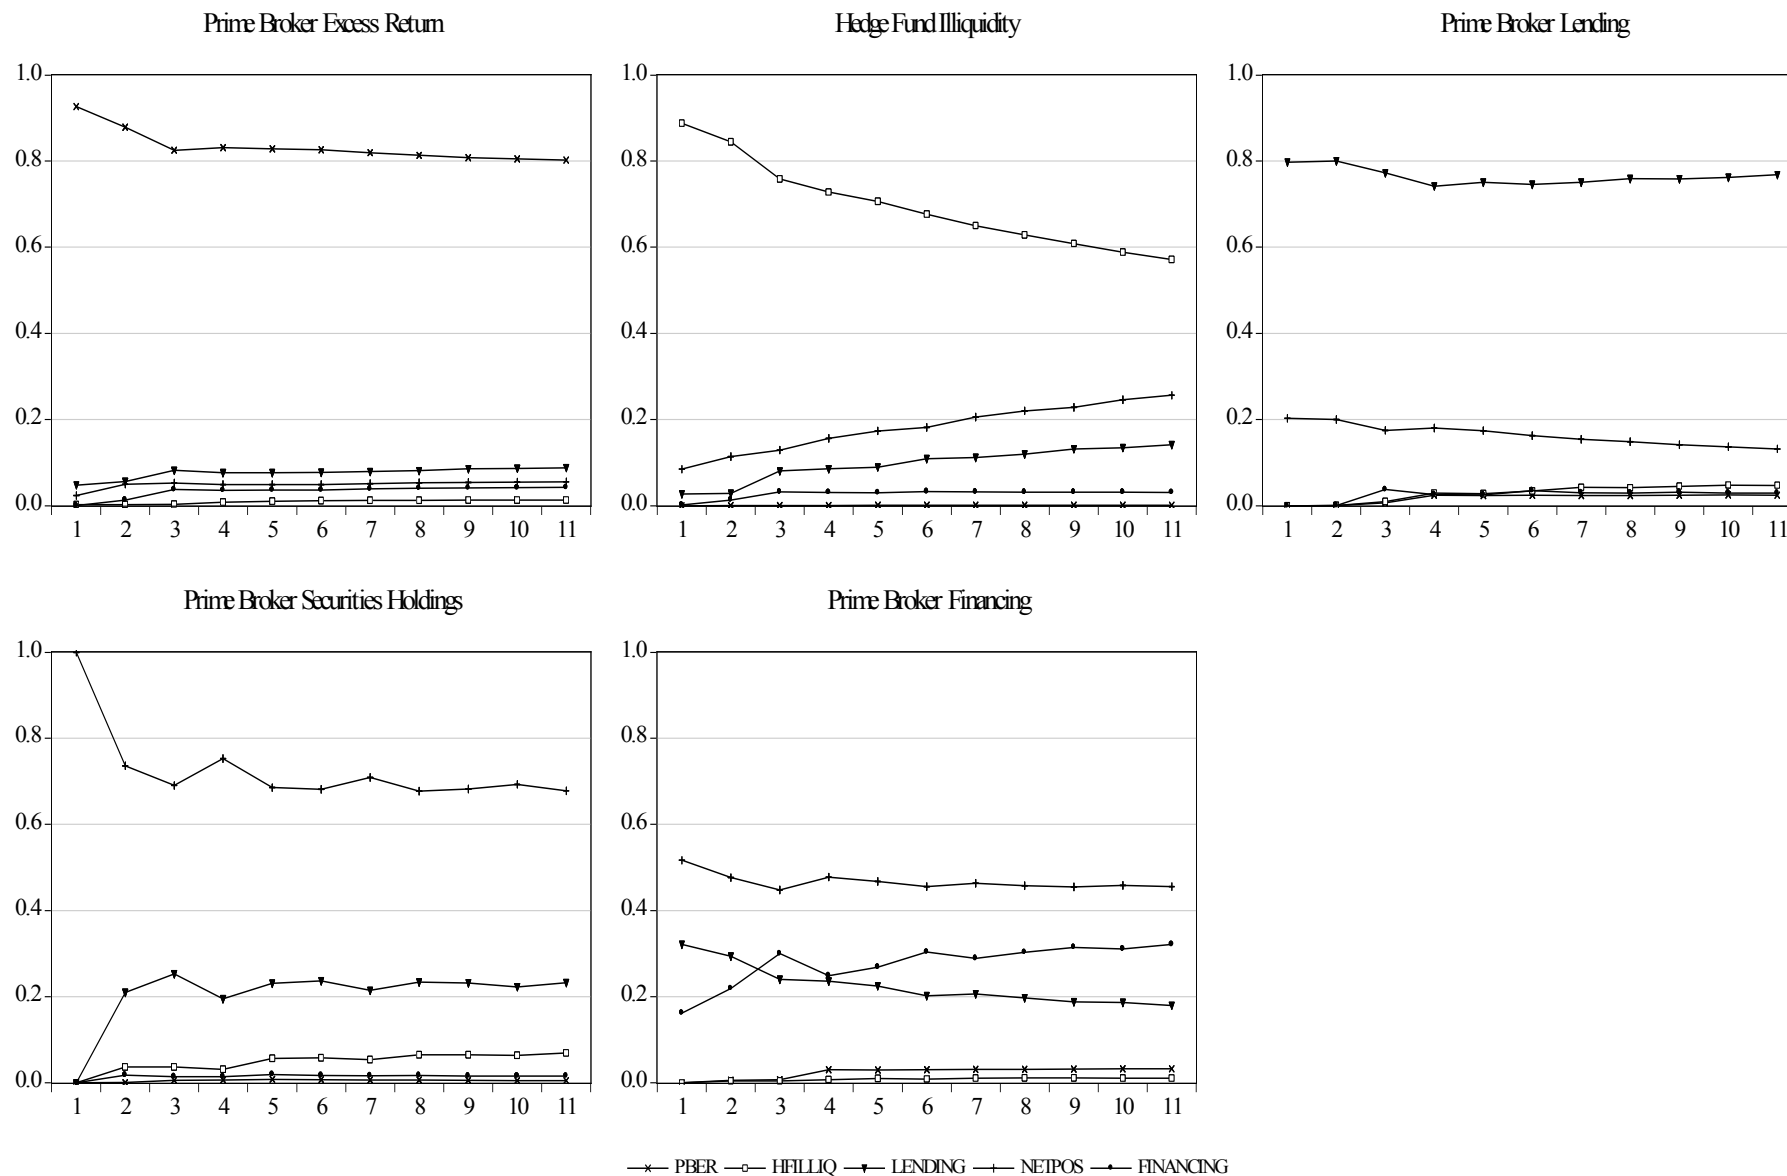 Prime Broker Excess Return
Hedge Fund Illiquidity
Prime Broker Lending
1.0 1.0 1.0
0.8 0.8 0.8
0.6 0.6 0.6
0.4 0.4 0.4
0.2 0.2 0.2
0.0 0.0 0.0
1 2 3 4 5 6 7 8 9 10 11
1 2 3 4 5 6 7 8 9 10 11
1 2 3 4 5 6 7 8 9 10 11
Prime Broker Securities Holdings
Prime Broker Financing
1.0 1.0
0.8 0.8
0.6 0.6
0.4 0.4
0.2 0.2
0.0 0.0
1 2 3 4 5 6 7 8 9 10 11
1 2 3 4 5 6 7 8 9 10 11
PBER HFILLIQ LENDING NETPOS FINANCING